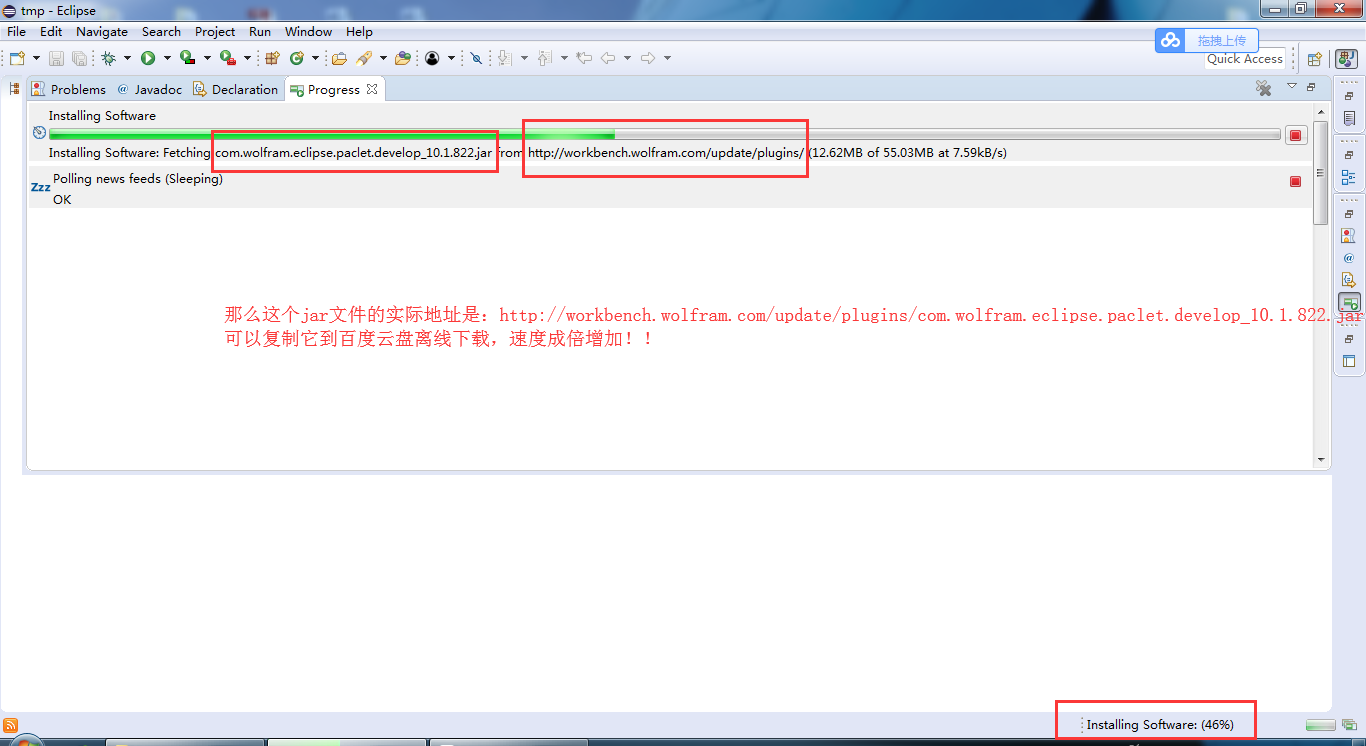 tmp - Eclipse
File Edit Navigate Search Project Run Window Help
拖拽上传
Quick Access
Problems @ Javadoc Declaration Progress
Installing Software
Installing Software: Fetching com.wolfram.eclipse.paclet.develop_10.1.822.jar from http://workbench.wolfram.com/update/plugins/ (12.62MB of 55.03MB at 7.59kB/s)
Zzz Polling news feeds (Sleeping)
OK
那么这个jar文件的实际地址是：http://workbench.wolfram.com/update/plugins/com.wolfram.eclipse.paclet.develop_10.1.822.jar
可以复制它到百度云盘离线下载，速度成倍增加！！
Installing Software: (46%)